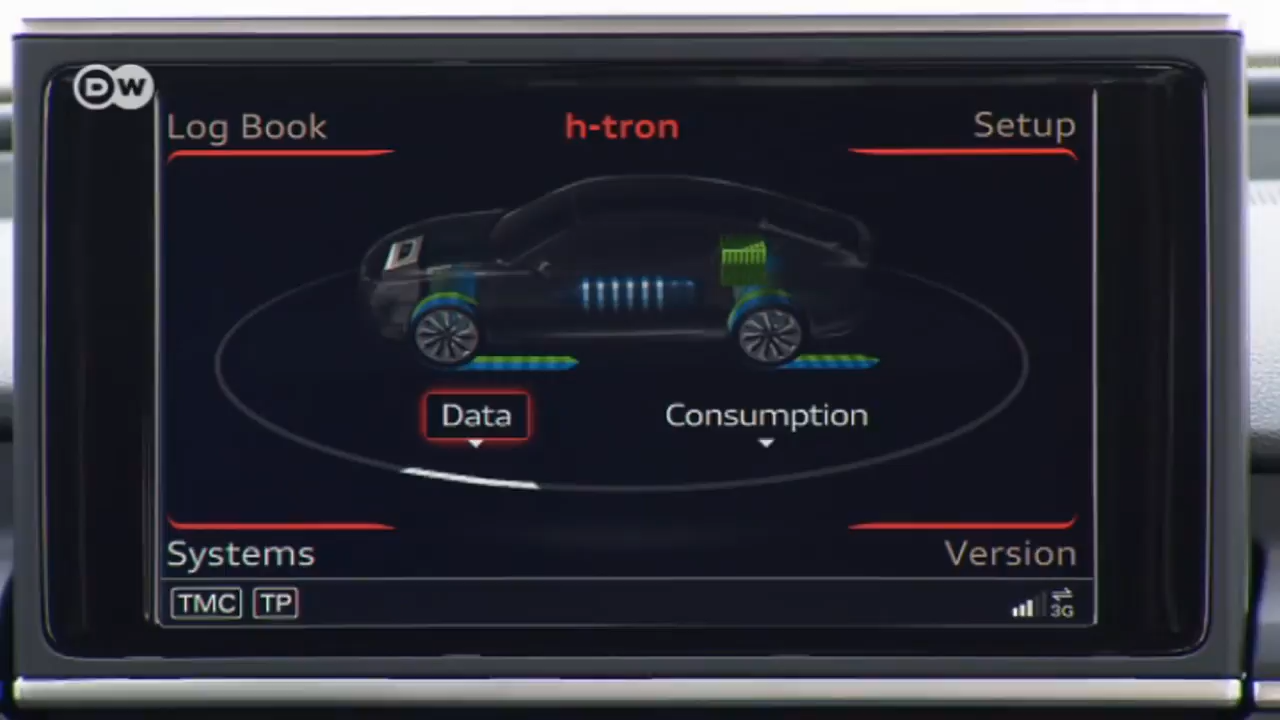 DW
Log Book
h-tron
Setup
Data
Consumption
Systems
Version
TMC
TP
3G